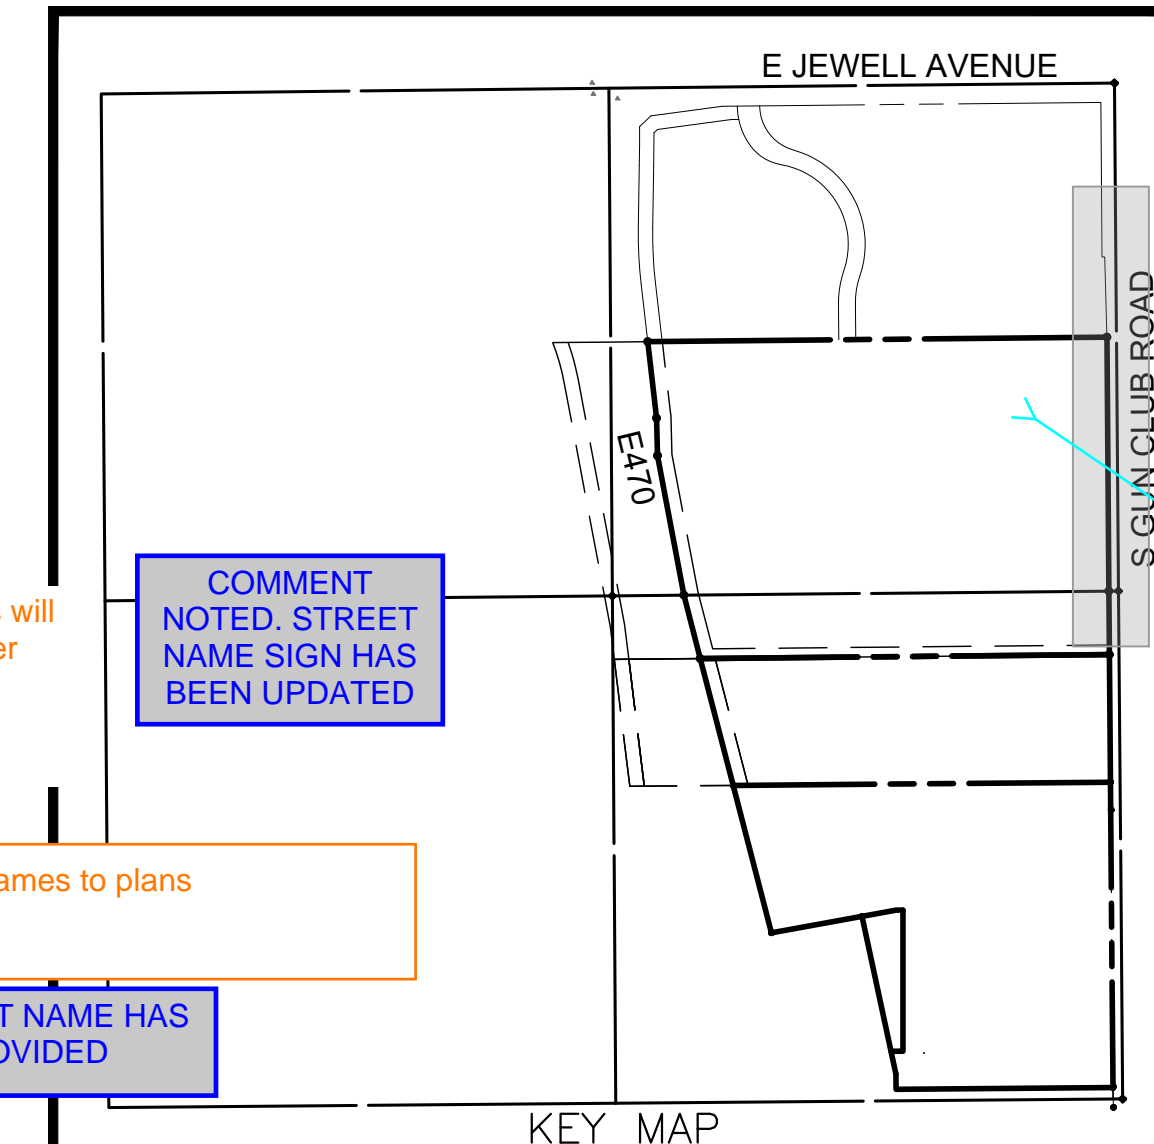 E JEWELL AVENUE
S GUN CLUB ROAD
E470
COMMENT
NOTED. STREET
NAME SIGN HAS
BEEN UPDATED
will
ames to plans
T NAME HAS
OVIDED
KEY MAP